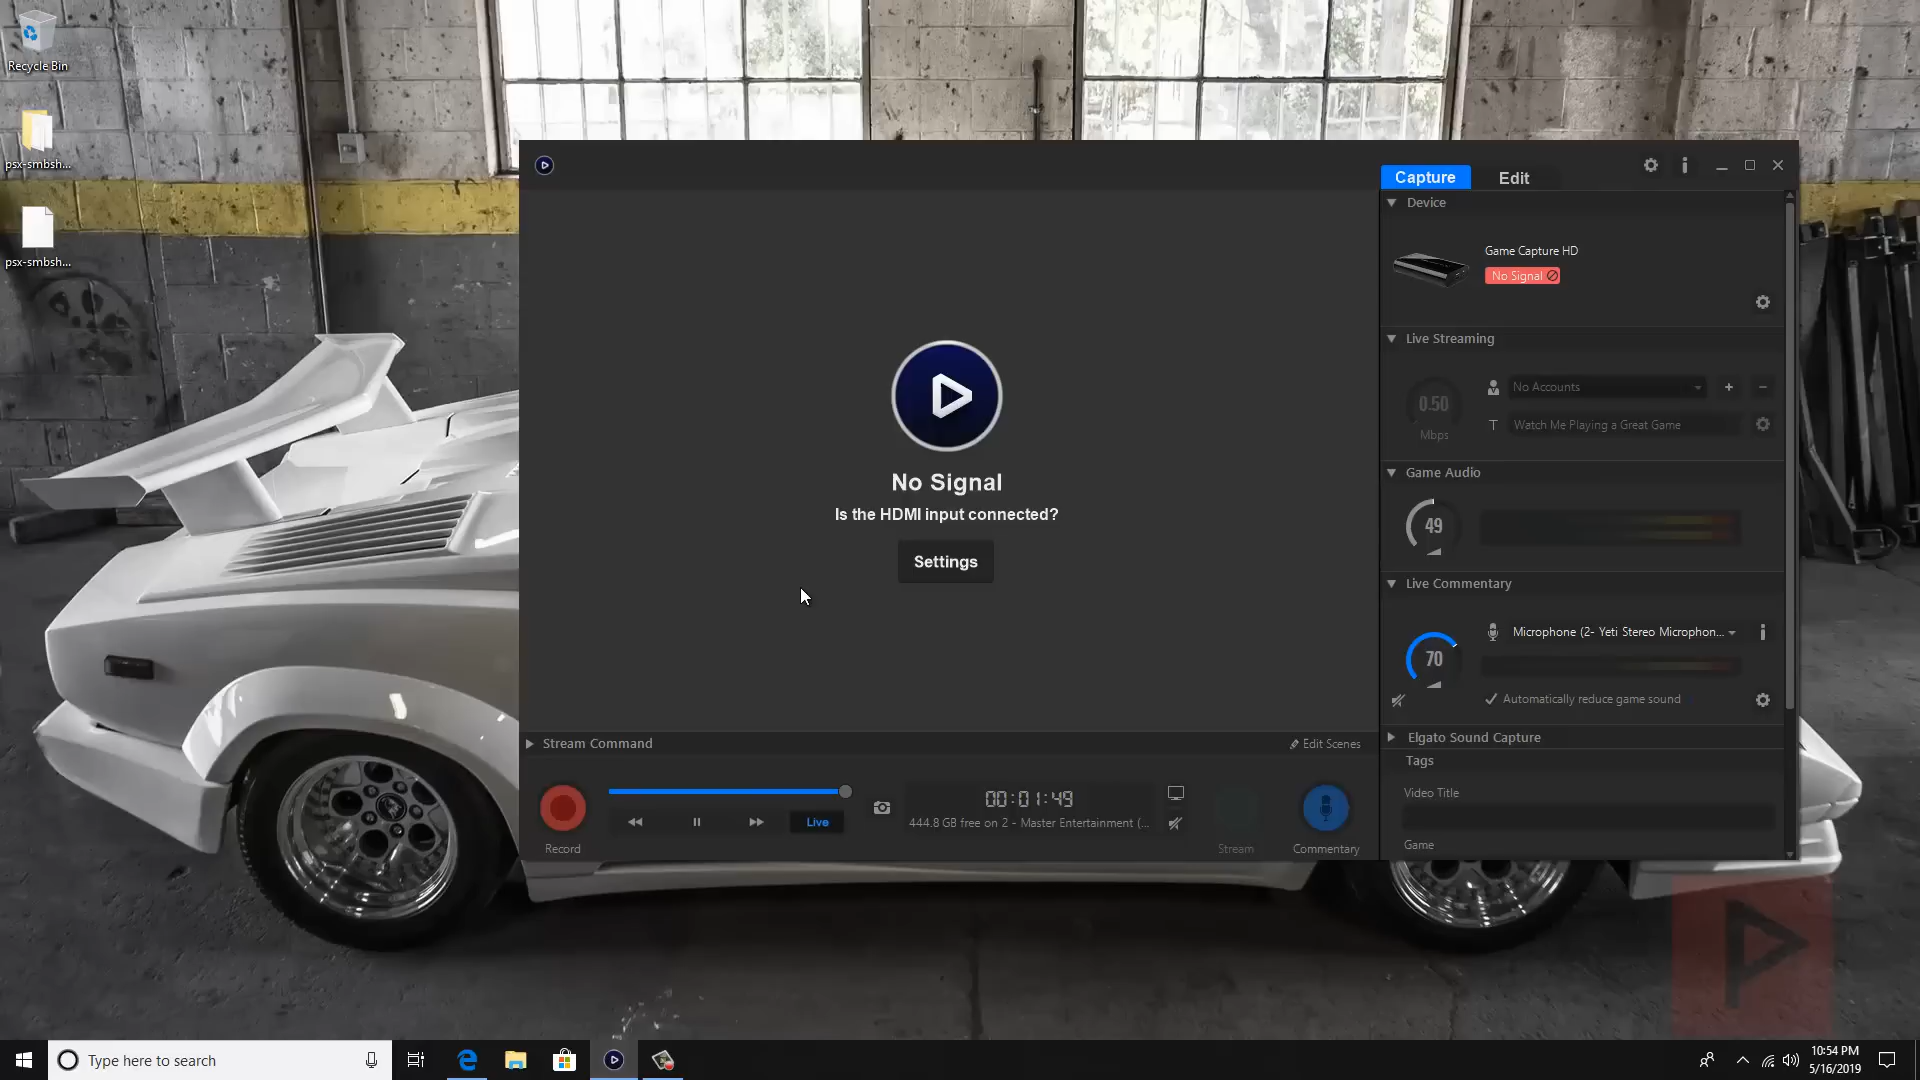 Recycle Bin
psx-smbsh...
psx-smbsh...
Capture
Edit
Device
Game Capture HD
No Signal
Live Streaming
0.50
Mbps
No Accounts
Watch Me Playing a Great Game
Game Audio
49
Live Commentary
70
Microphone (2- Yeti Stereo Microphon...
Automatically reduce game sound
Elgato Sound Capture
Tags
Video Title
Game
No Signal
Is the HDMI input connected?
Settings
Stream Command
Edit Scenes
Record
Live
00:01:49
444.8 GB free on 2 - Master Entertainment (...
Stream
Commentary
Type here to search
10:54 PM
5/16/2019